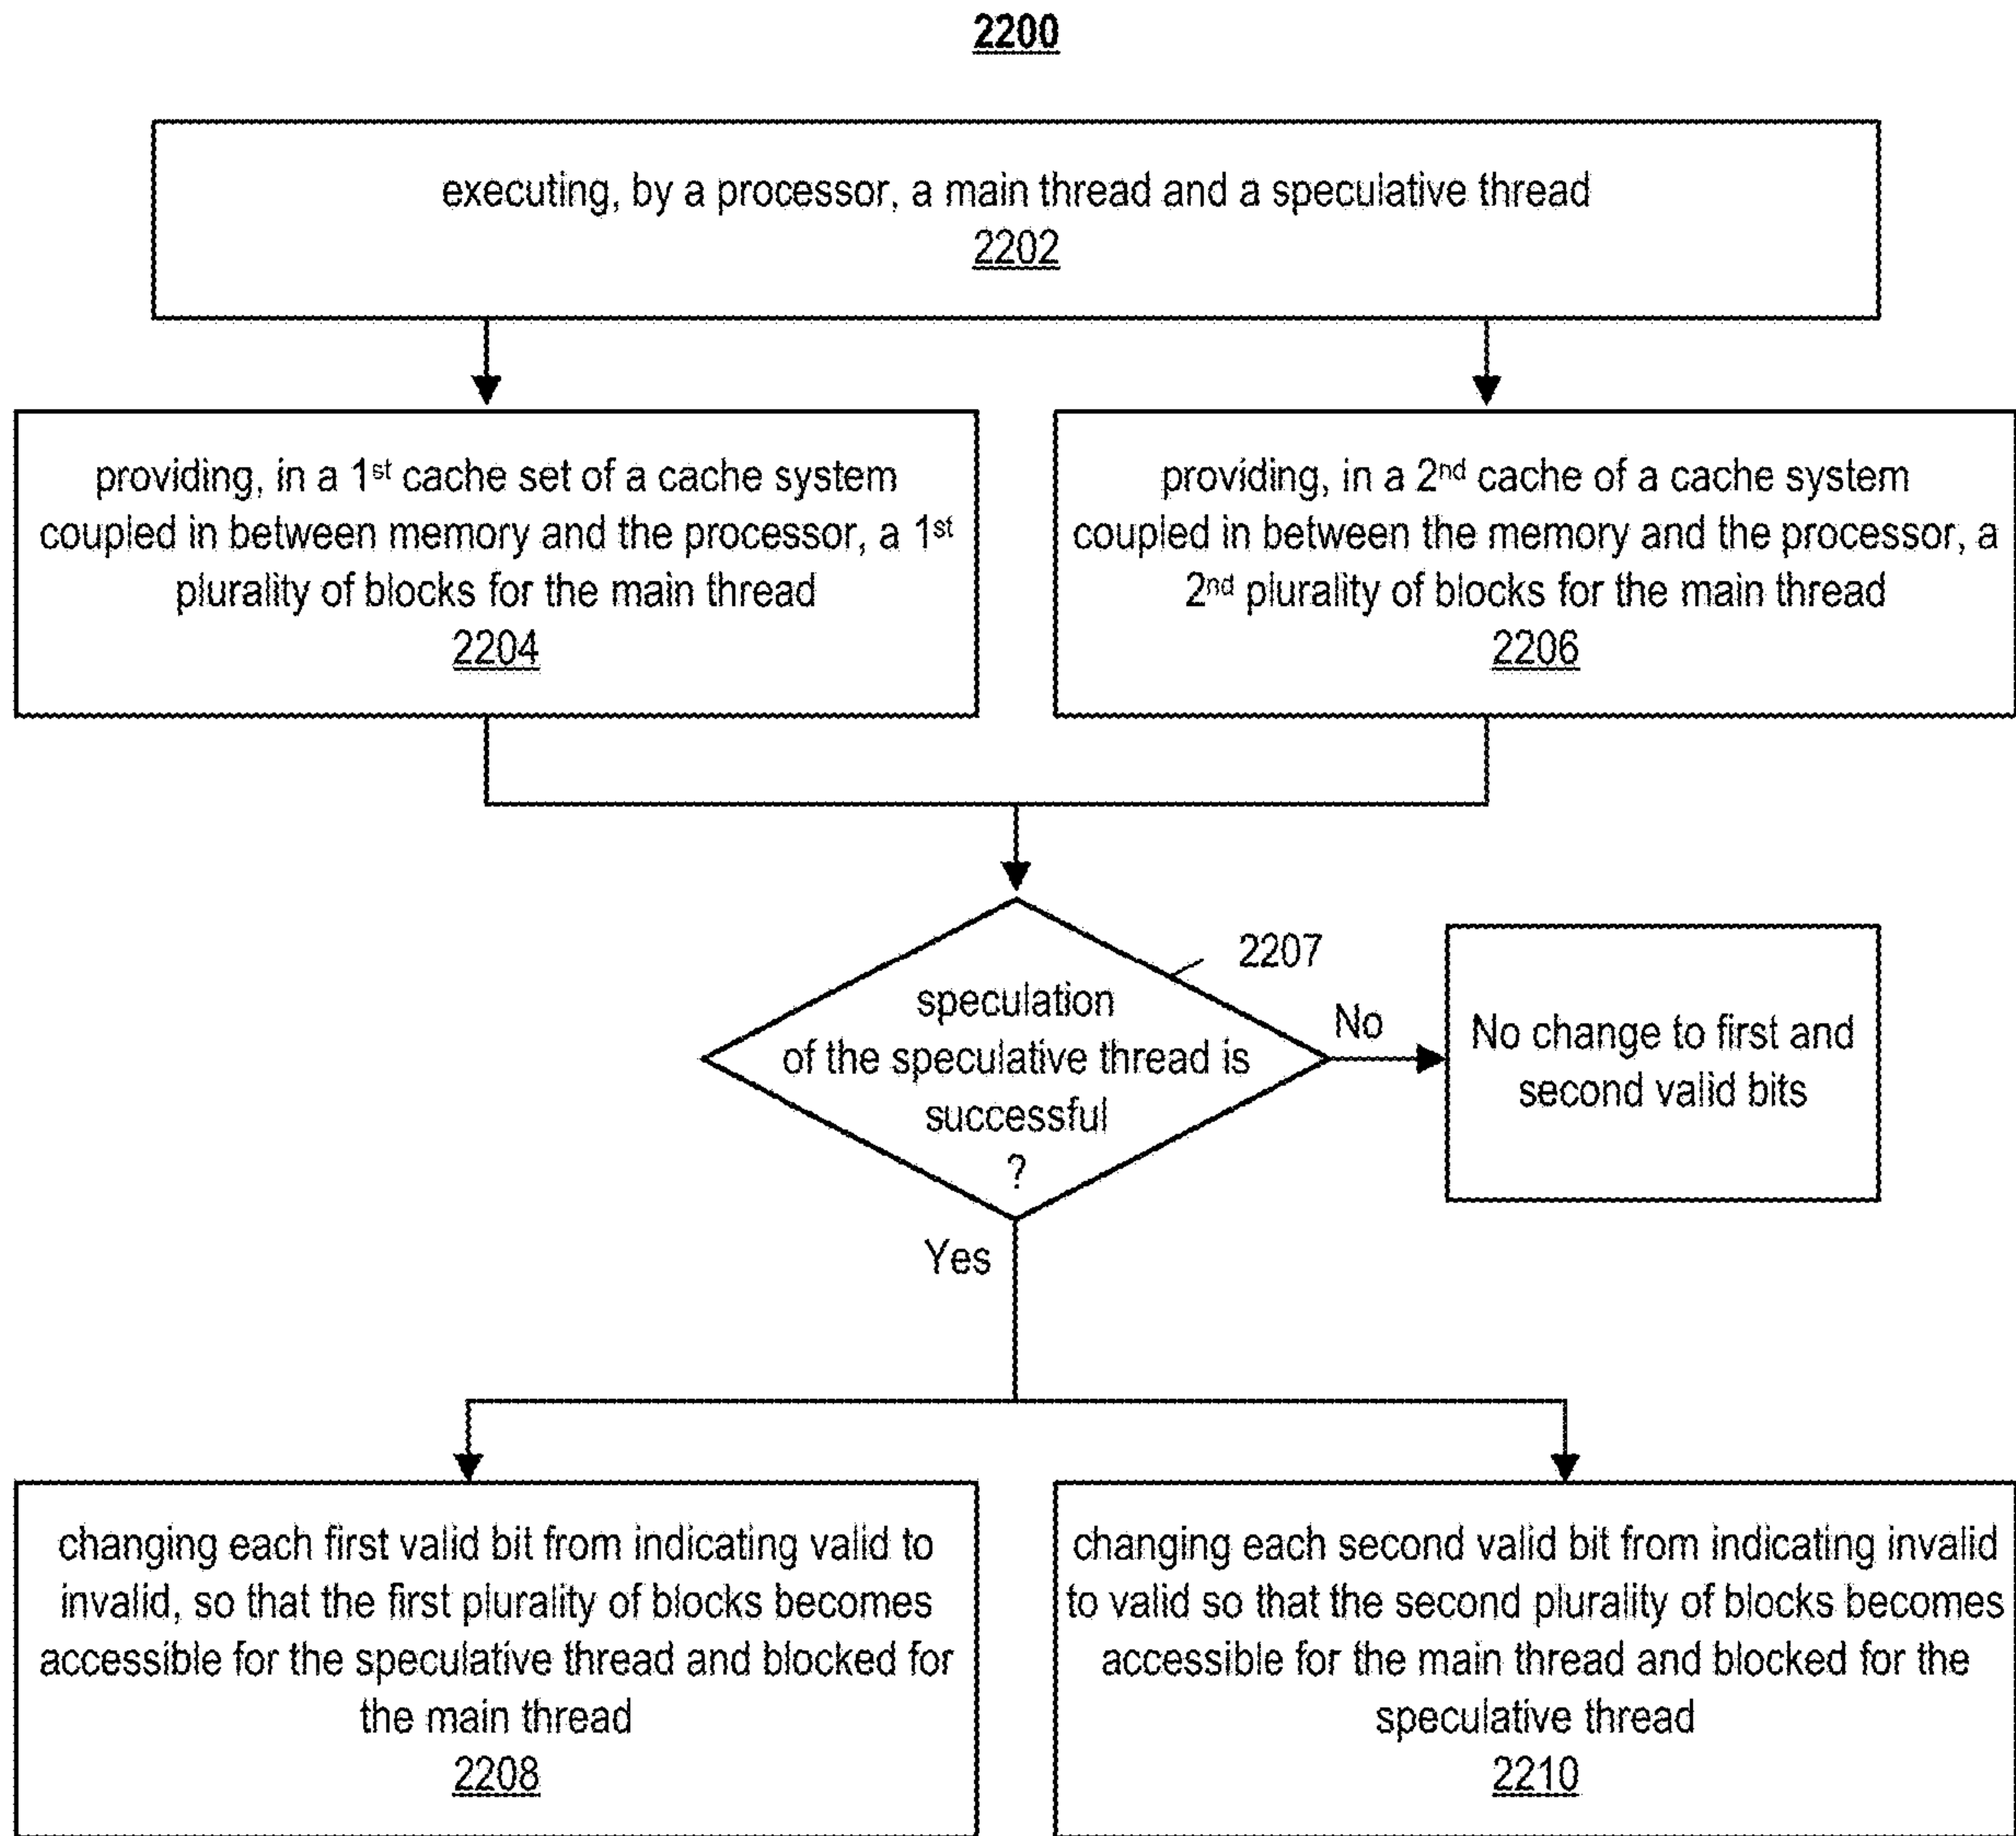 2200
executing, by a processor, a main thread and a speculative thread
2202
providing, in a 1st cache set of a cache system
coupled in between memory and the processor, a 1st
plurality of blocks for the main thread
2204
providing, in a 2nd cache of a cache system
coupled in between the memory and the processor, a
2nd plurality of blocks for the main thread
2206
2207
speculation
of the speculative thread is
successful
?
No
No change to first and
second valid bits
Yes
changing each first valid bit from indicating valid to
invalid, so that the first plurality of blocks becomes
accessible for the speculative thread and blocked for
the main thread
2208
changing each second valid bit from indicating invalid
to valid so that the second plurality of blocks becomes
accessible for the main thread and blocked for the
speculative thread
2210